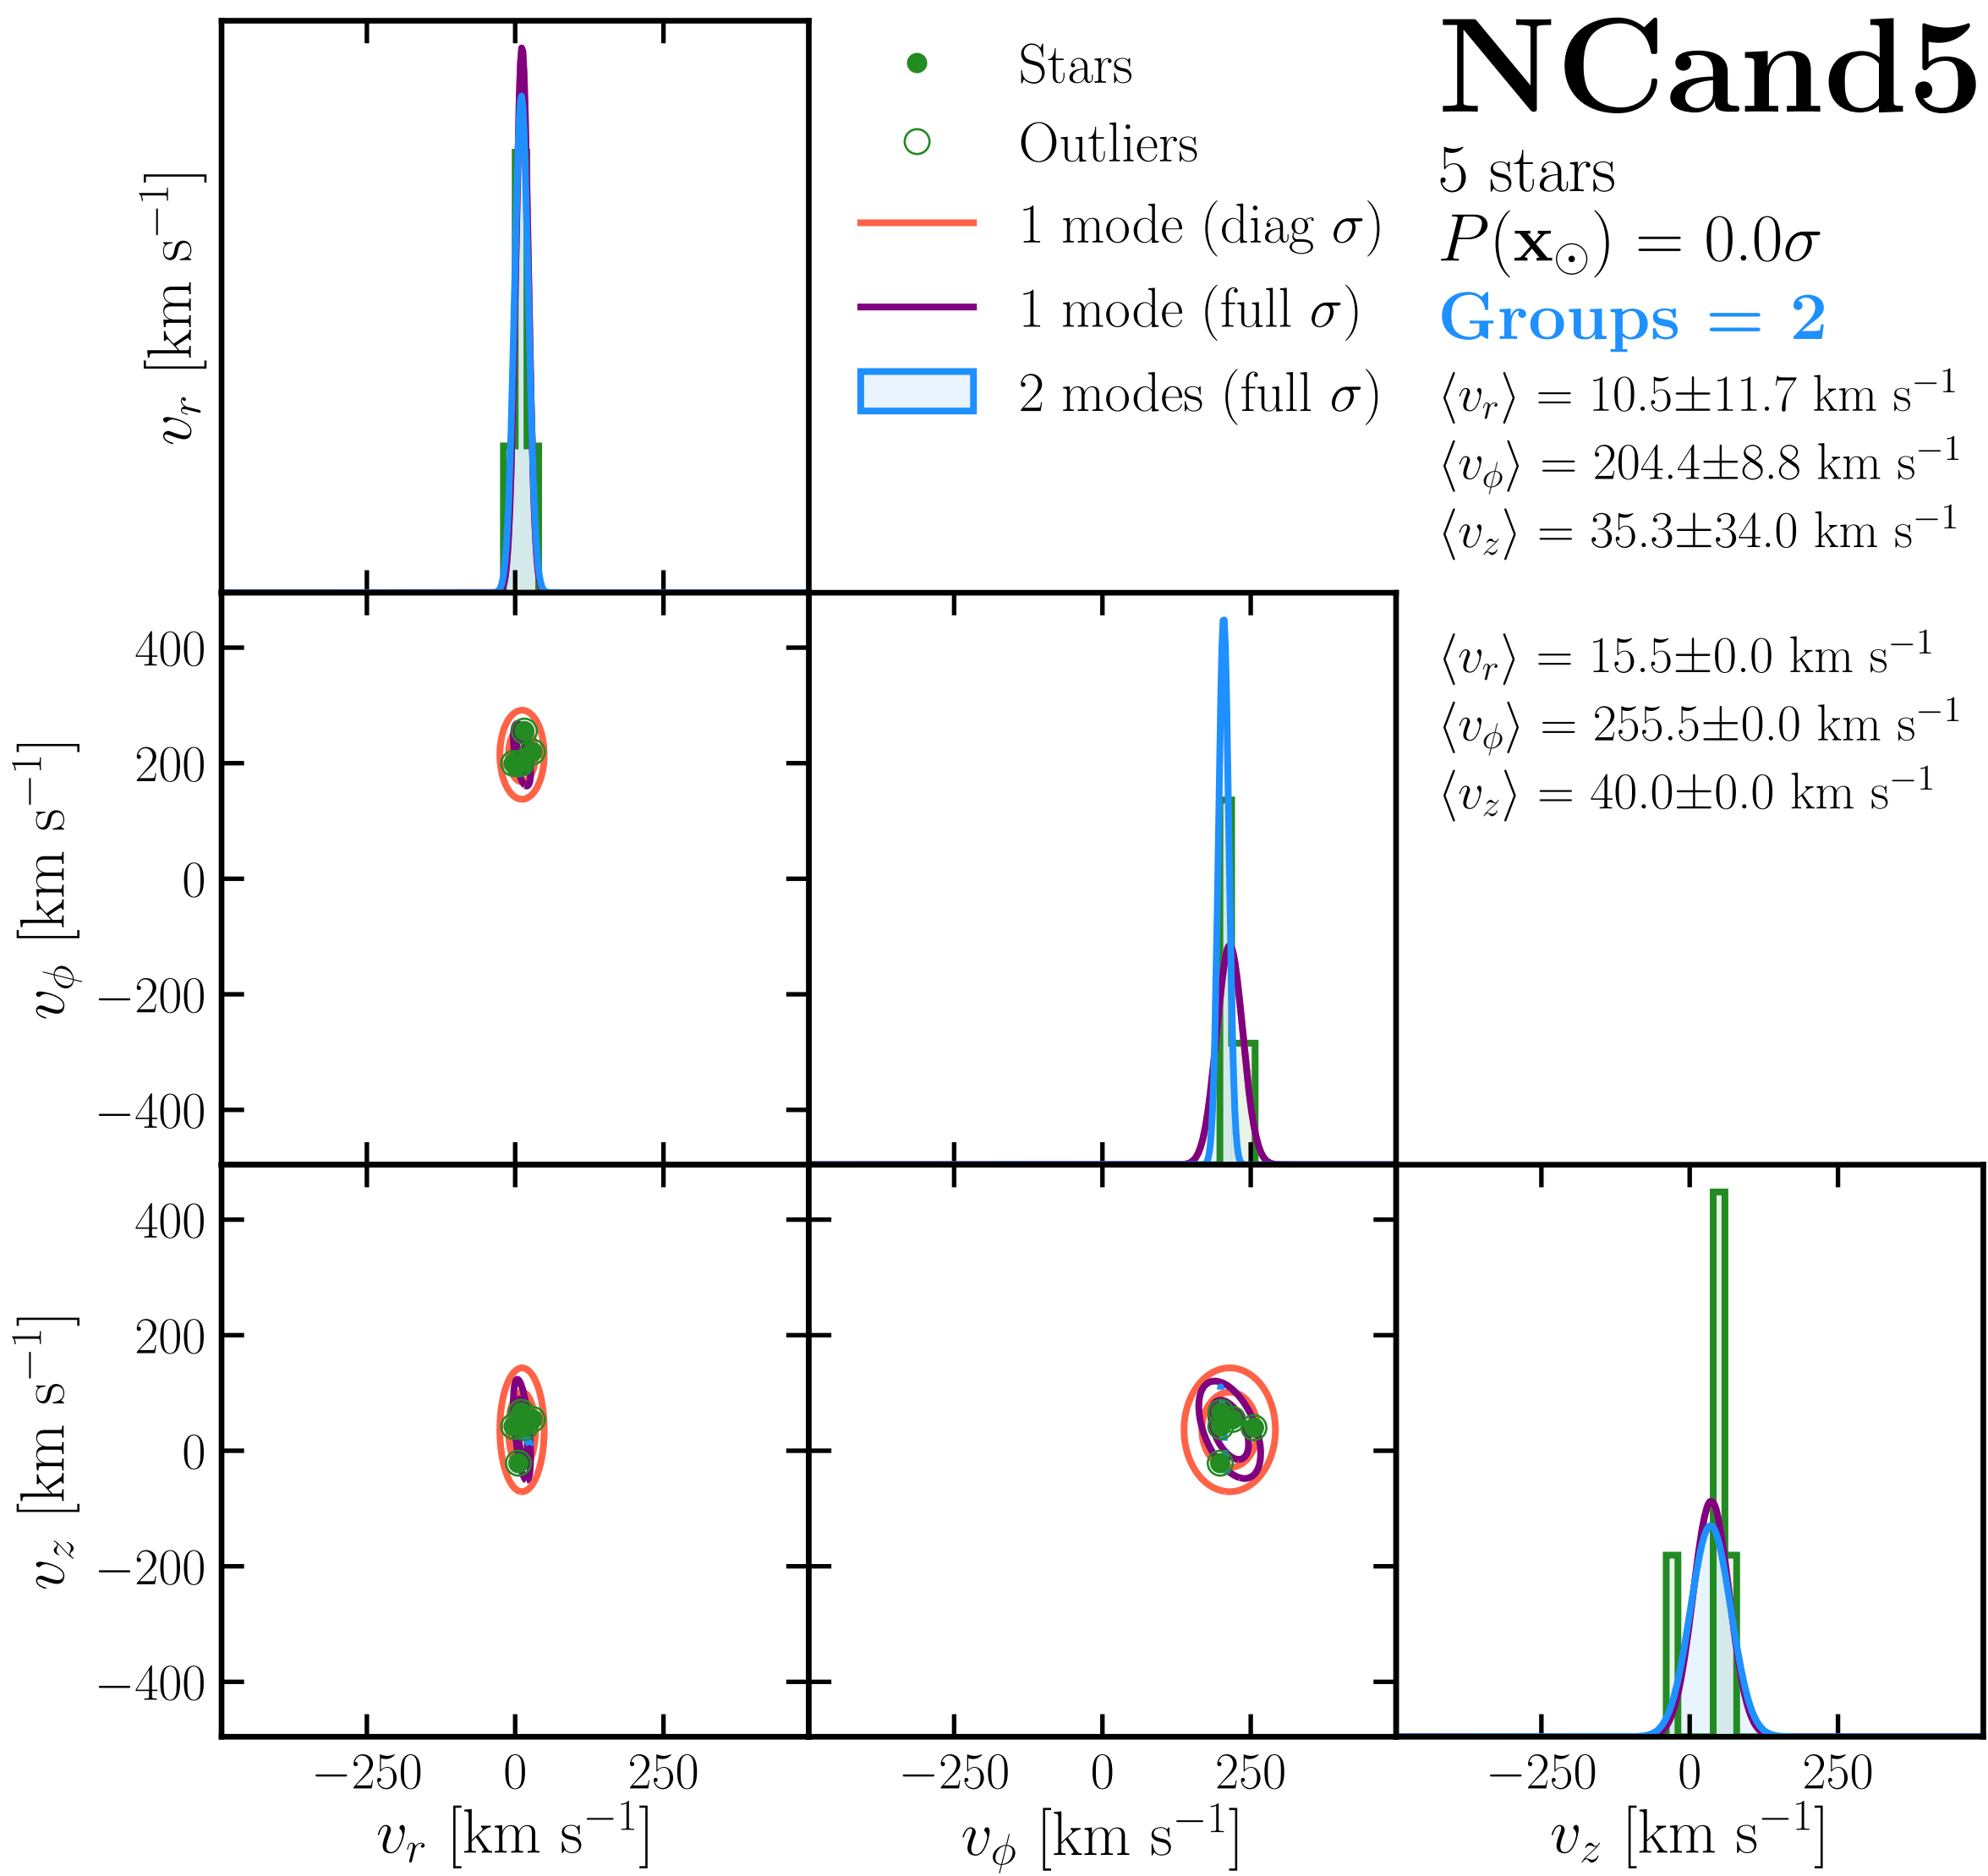 NCand5
5 stars
P(x⊙) = 0.0σ
Groups = 2
⟨v_r⟩ = 10.5±11.7 km s⁻¹
⟨v_ϕ⟩ = 204.4±8.8 km s⁻¹
⟨v_z⟩ = 35.3±34.0 km s⁻¹
⟨v_r⟩ = 15.5±0.0 km s⁻¹
⟨v_ϕ⟩ = 255.5±0.0 km s⁻¹
⟨v_z⟩ = 40.0±0.0 km s⁻¹
Stars
Outliers
1 mode (diag σ)
1 mode (full σ)
2 modes (full σ)
v_r [km s⁻¹]
400
200
0
−200
−400
v_ϕ [km s⁻¹]
400
200
0
−200
−400
v_z [km s⁻¹]
−250 0 250
v_r [km s⁻¹]
−250 0 250
v_ϕ [km s⁻¹]
−250 0 250
v_z [km s⁻¹]